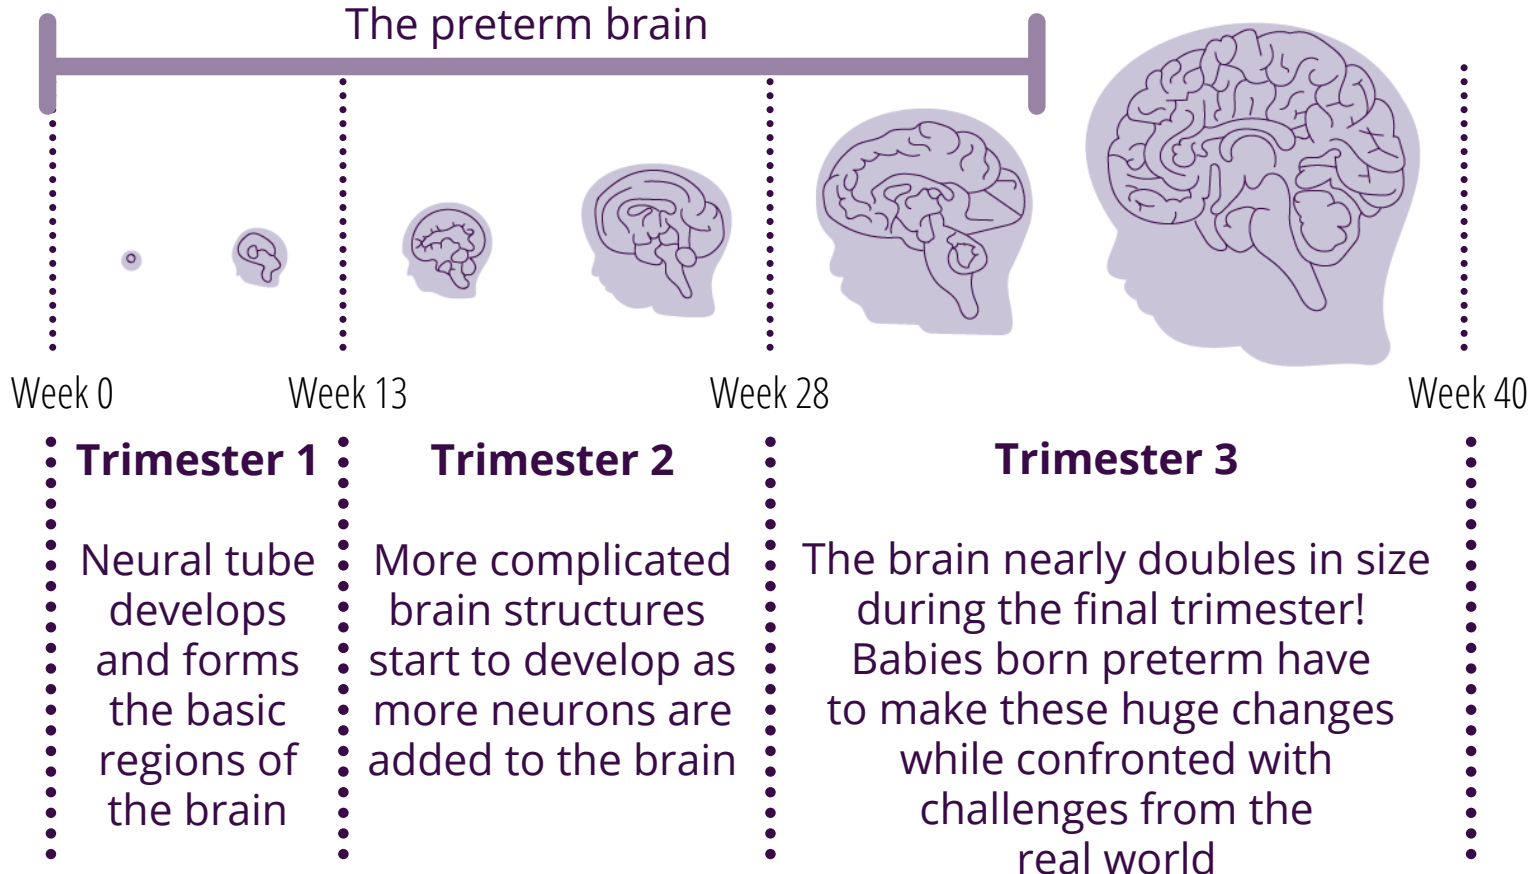 The preterm brain
Week 0
Week 13
Week 28
Week 40
Trimester 1
Neural tube
develops
and forms
the basic
regions of
the brain
Trimester 2
More complicated
brain structures
start to develop as
more neurons are
added to the brain
Trimester 3
The brain nearly doubles in size
during the final trimester!
Babies born preterm have
to make these huge changes
while confronted with
challenges from the
real world